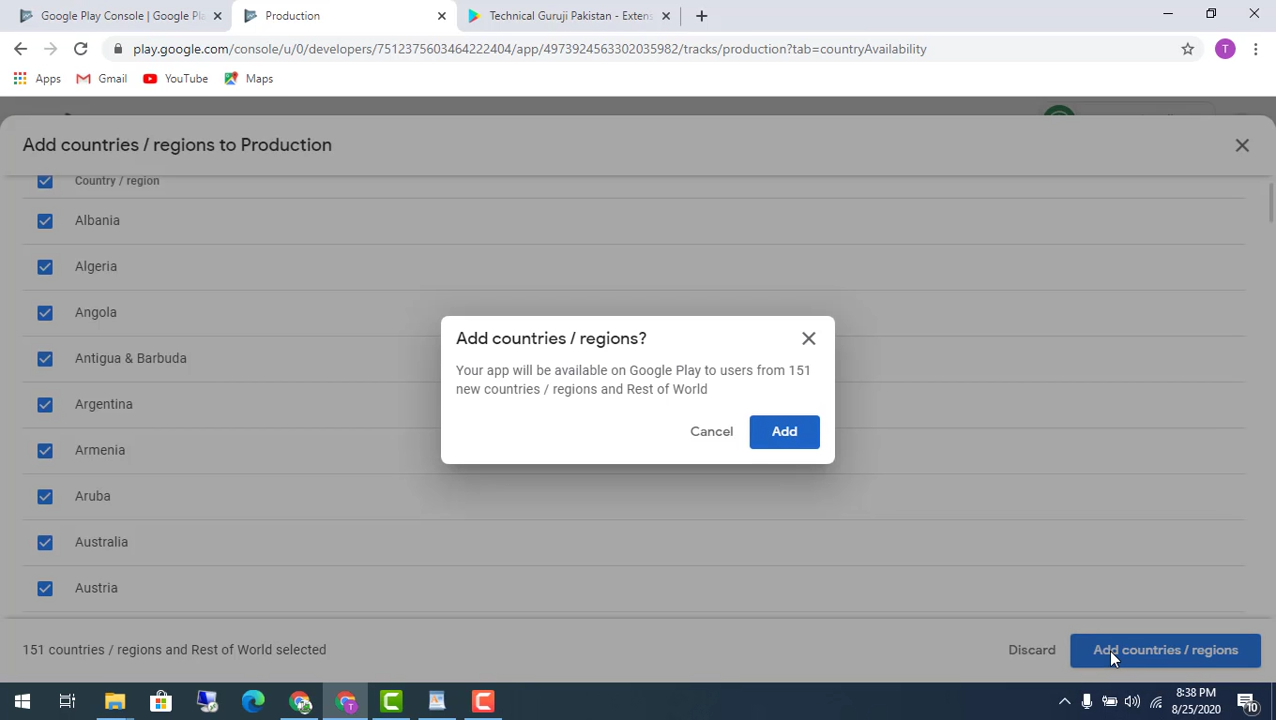 Google Play Console | Google Pla
Production
Technical Guruji Pakistan - Extens
play.google.com/console/u/0/developers/7512375603464222404/app/4973924563302035982/tracks/production?tab=countryAvailability
T
Apps
Gmail
YouTube
Maps
Add countries / regions to Production
Country / region
Albania
Algeria
Angola
Antigua & Barbuda
Argentina
Armenia
Aruba
Australia
Austria
Add countries / regions?
Your app will be available on Google Play to users from 151
new countries / regions and Rest of World
Cancel
Add
151 countries / regions and Rest of World selected
Discard
Add countries / regions
8:38 PM
8/25/2020
10